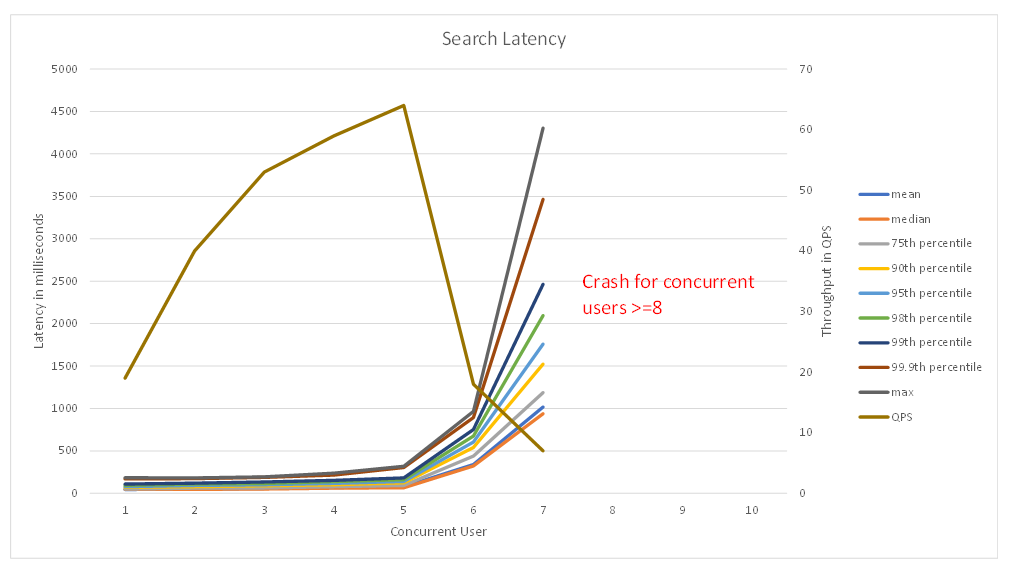 Search Latency
5000
4500
4000
3500
3000
2500
2000
1500
1000
500
0
Latency in milliseconds
70
60
50
40
30
20
10
0
Throughput in QPS
1 2 3 4 5 6 7 8 9 10
Concurrent User
Crash for concurrent
users >=8
mean
median
75th percentile
90th percentile
95th percentile
98th percentile
99th percentile
99.9th percentile
max
QPS